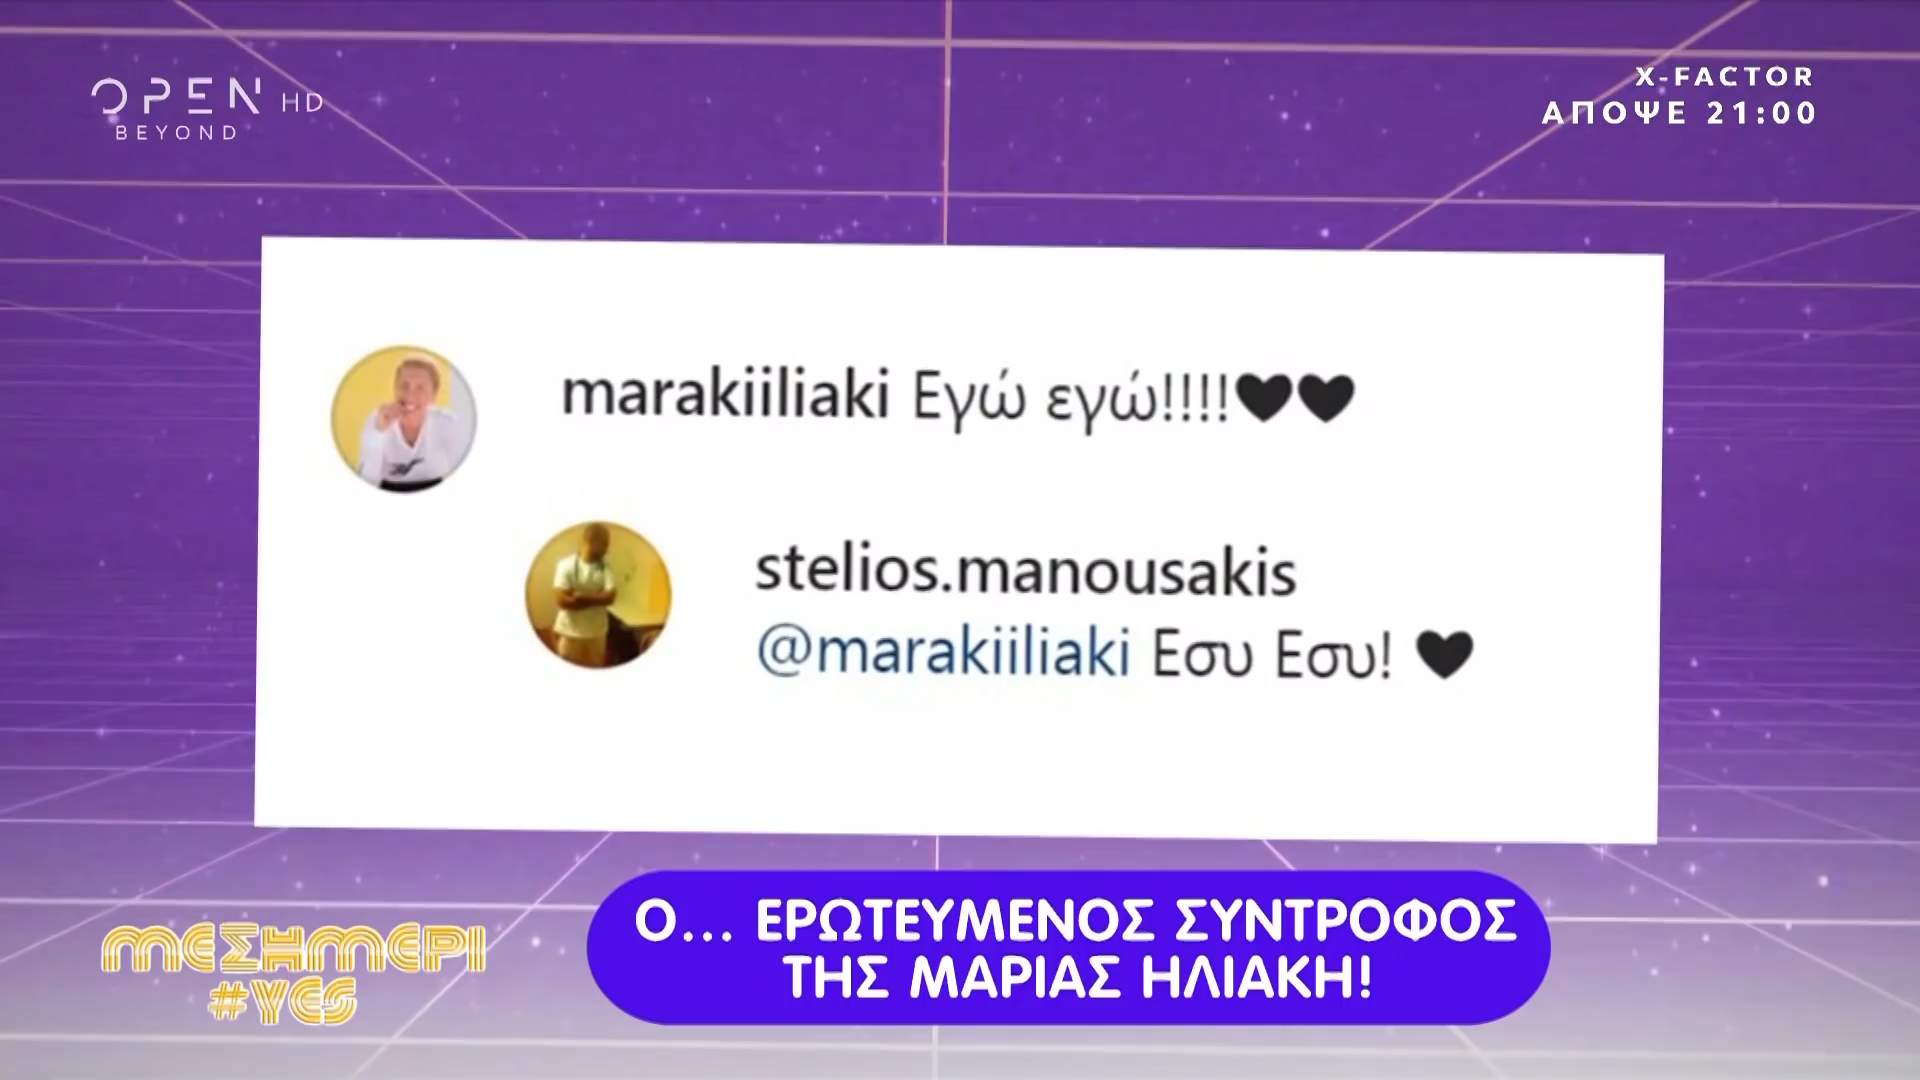 OPEN HD
BEYOND
X-FACTOR
ΑΠΟΨΕ 21:00
marakiiliaki Εγώ εγώ!!!!🖤🖤
stelios.manousakis
@marakiiliaki Εσυ Εσυ! 🖤
Ο... ΕΡΩΤΕΥΜΕΝΟΣ ΣΥΝΤΡΟΦΟΣ
ΤΗΣ ΜΑΡΙΑΣ ΗΛΙΑΚΗ!
ΜΕΣΗΜΕΡΙ
#YES